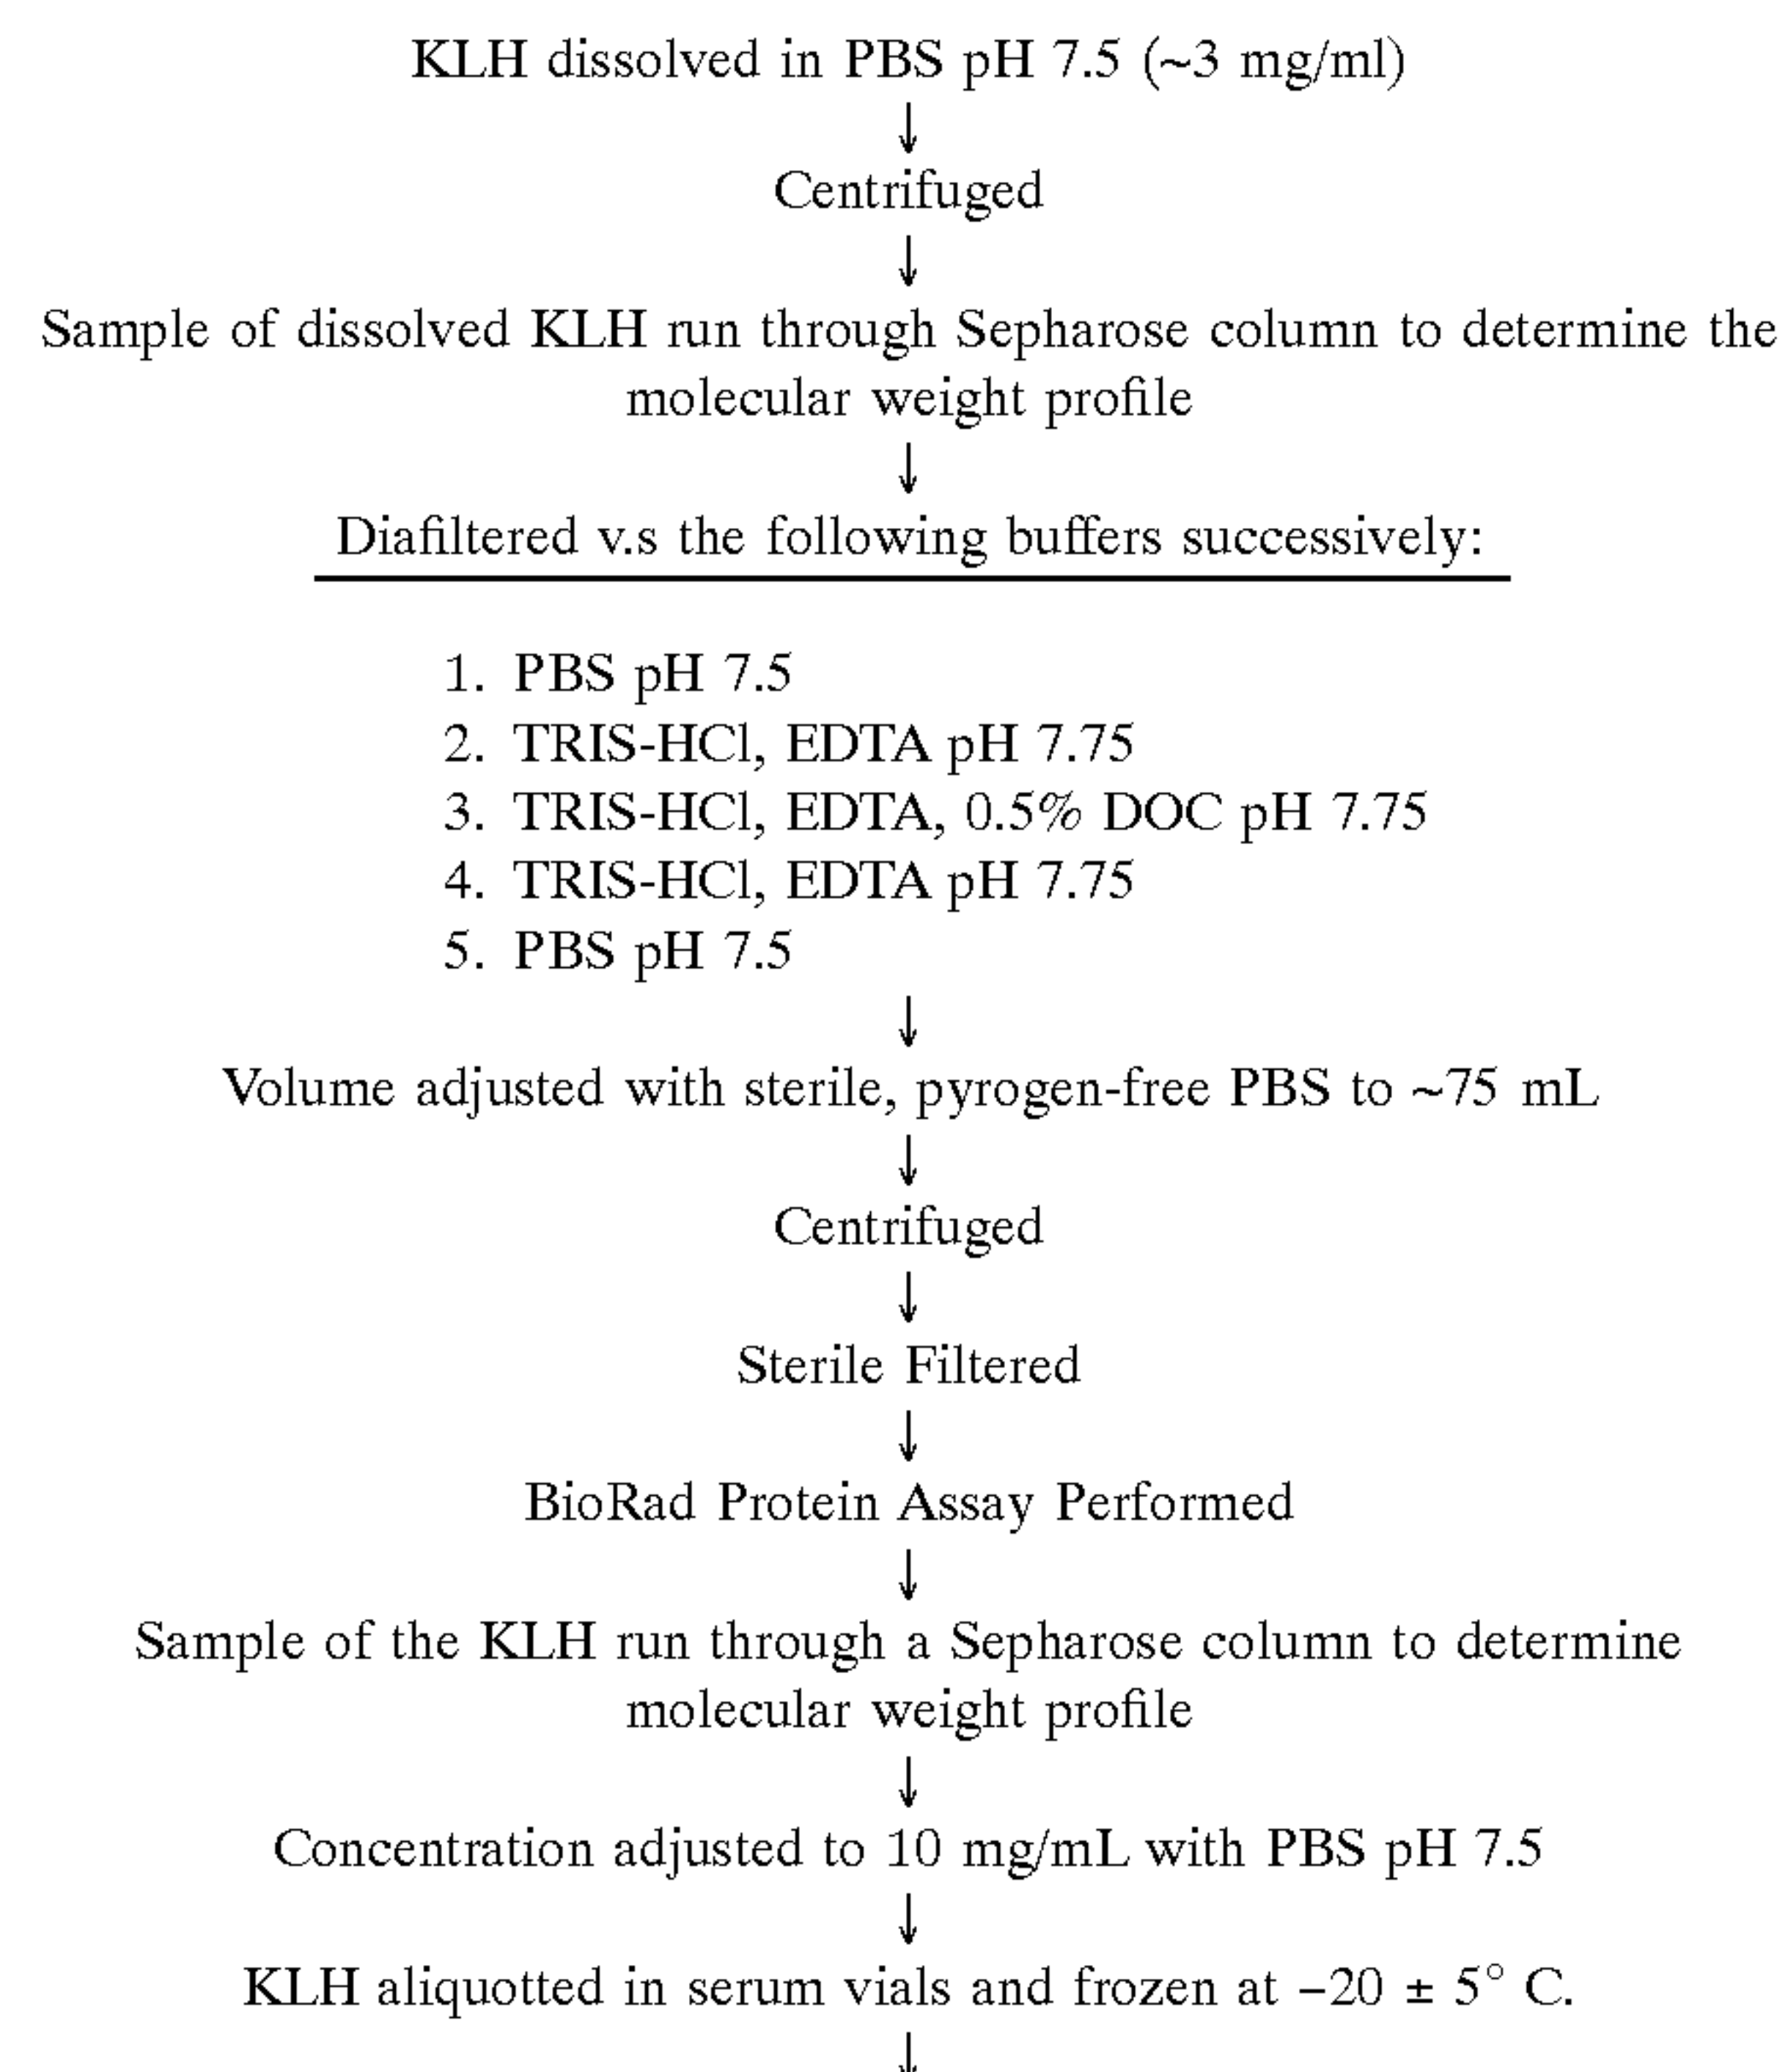 KLH dissolved in PBS pH 7.5 (~3 mg/ml)
↓
Centrifuged
↓
Sample of dissolved KLH run through Sepharose column to determine the
molecular weight profile
↓
Diafiltered v.s the following buffers successively:
1. PBS pH 7.5
2. TRIS-HCl, EDTA pH 7.75
3. TRIS-HCl, EDTA, 0.5% DOC pH 7.75
4. TRIS-HCl, EDTA pH 7.75
5. PBS pH 7.5
↓
Volume adjusted with sterile, pyrogen-free PBS to ~75 mL
↓
Centrifuged
↓
Sterile Filtered
↓
BioRad Protein Assay Performed
↓
Sample of the KLH run through a Sepharose column to determine
molecular weight profile
↓
Concentration adjusted to 10 mg/mL with PBS pH 7.5
↓
KLH aliquotted in serum vials and frozen at −20 ± 5° C.
↓